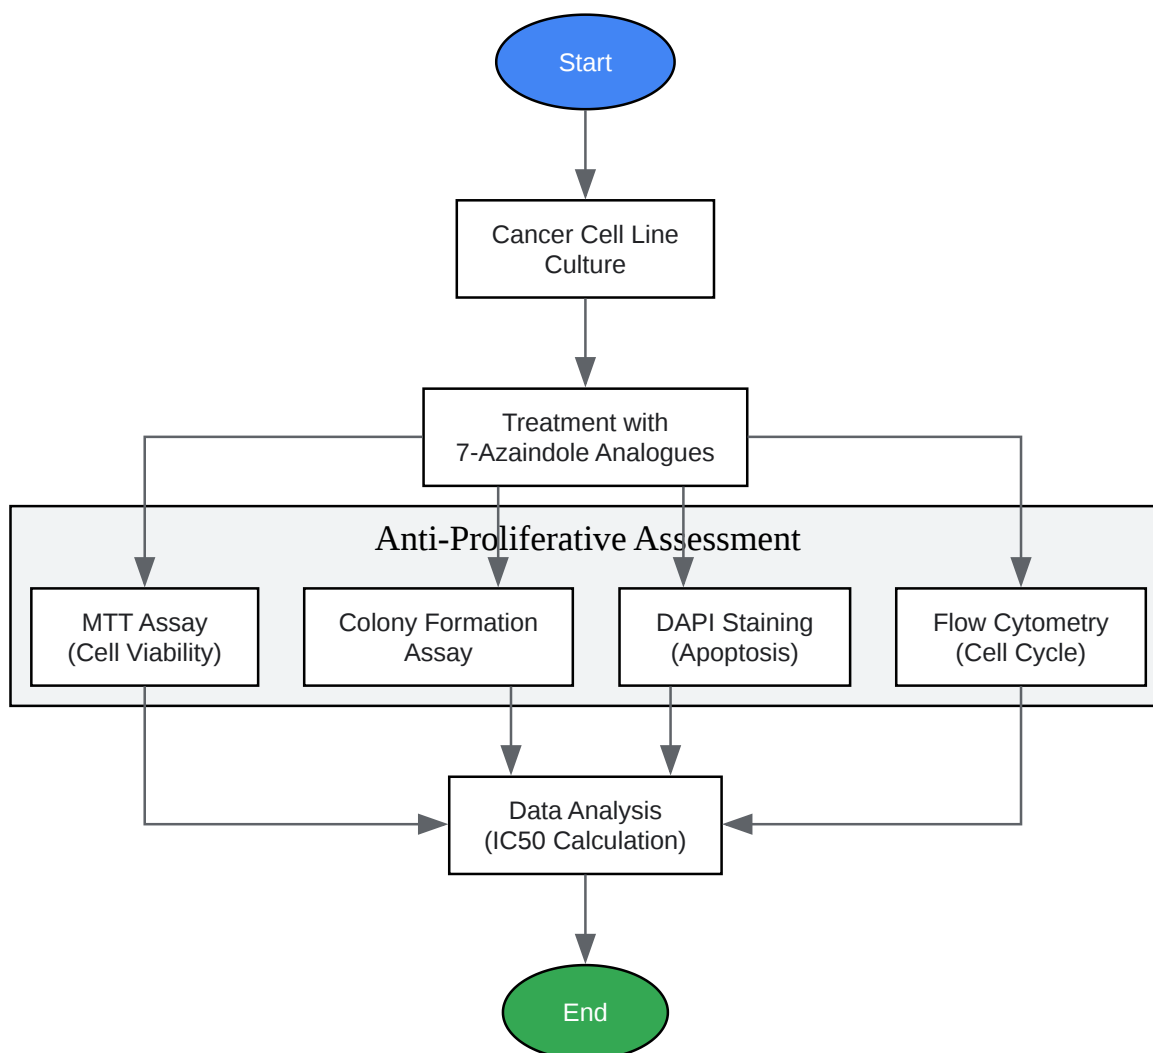 Start
Cancer Cell Line
Culture
Treatment with
7-Azaindole Analogues
Anti-Proliferative Assessment
MTT Assay
(Cell Viability)
Colony Formation
Assay
DAPI Staining
(Apoptosis)
Flow Cytometry
(Cell Cycle)
Data Analysis
(IC50 Calculation)
End